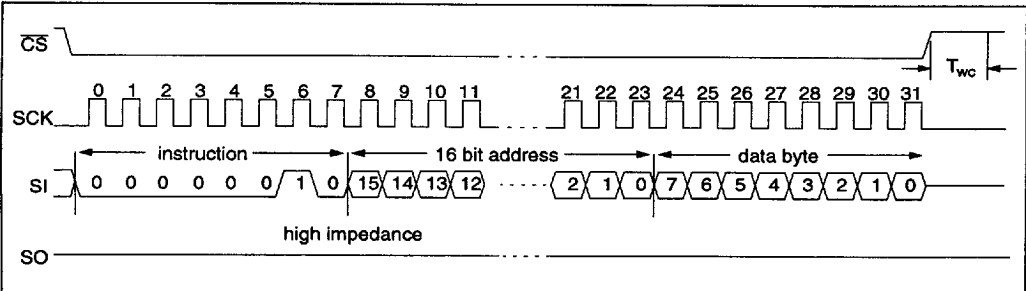 CS
T_WC
0 1 2 3 4 5 6 7 8 9 10 11 21 22 23 24 25 26 27 28 29 30 31
SCK
instruction 16 bit address data byte
SI 0 0 0 0 0 0 1 0 15 14 13 12 2 1 0 7 6 5 4 3 2 1 0
high impedance
SO